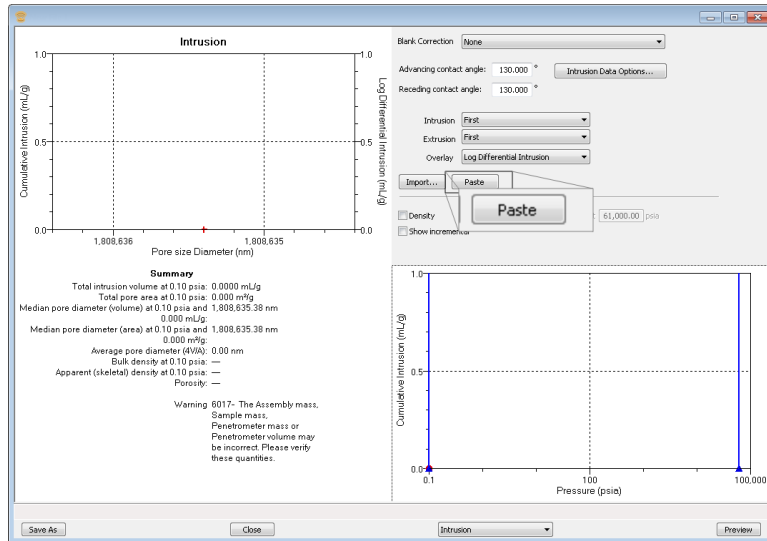 Intrusion
1.0
1.0
Cumulative Intrusion (mL/g)
Log Differential Intrusion (mL/g)
0.5
0.5
0.0
0.0
1,808,636
1,808,635
Pore size Diameter (nm)
Summary
Total intrusion volume at 0.10 psia: 0.0000 mL/g
Total pore area at 0.10 psia: 0.000 m²/g
Median pore diameter (volume) at 0.10 psia and 1,808,635.38 nm
0.000 mL/g:
Median pore diameter (area) at 0.10 psia and 1,808,635.38 nm
0.000 m²/g:
Average pore diameter (4V/A): 0.00 nm
Bulk density at 0.10 psia: —
Apparent (skeletal) density at 0.10 psia: —
Porosity: —
Warning 6017- The Assembly mass,
Sample mass,
Penetrometer mass or
Penetrometer volume may
be incorrect. Please verify
these quantities.
Blank Correction None
Advancing contact angle: 130.000 ° Intrusion Data Options...
Receding contact angle: 130.000 °
Intrusion First
Extrusion First
Overlay Log Differential Intrusion
Import... Paste
Paste
Density 61,000.00 psia
Show incremental
1.0
Cumulative Intrusion (mL/g)
0.5
0.0
0.1
100
100,000
Pressure (psia)
Save As Close Intrusion Preview